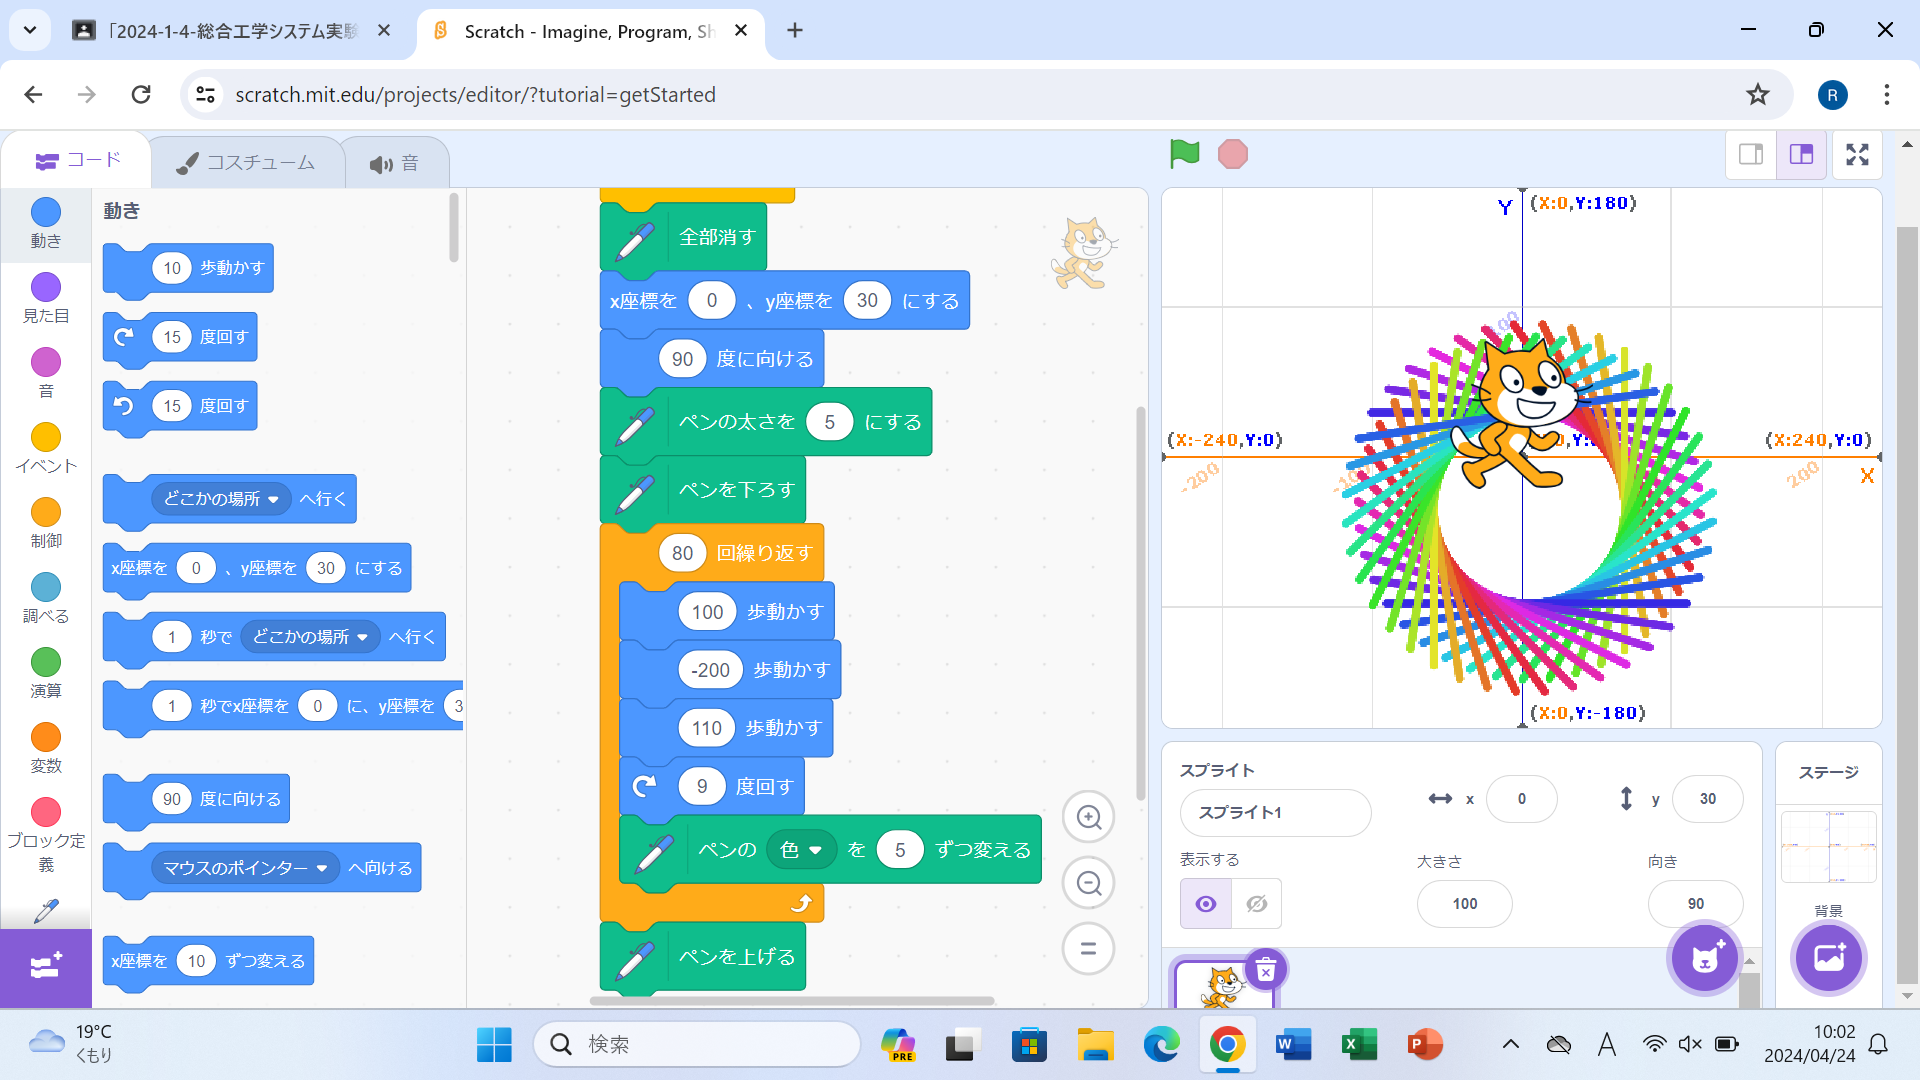 「2024-1-4-総合工学システム実験
Scratch - Imagine, Program, Sh
scratch.mit.edu/projects/editor/?tutorial=getStarted
R
コード
コスチューム
音
動き
見た目
音
イベント
制御
調べる
演算
変数
ブロック定
義
動き
10 歩動かす
15 度回す
15 度回す
どこかの場所 へ行く
x座標を 0 、y座標を 30 にする
1 秒で どこかの場所 へ行く
1 秒でx座標を 0 に、y座標を 3
90 度に向ける
マウスのポインター へ向ける
x座標を 10 ずつ変える
全部消す
x座標を 0 、y座標を 30 にする
90 度に向ける
ペンの太さを 5 にする
ペンを下ろす
80 回繰り返す
100 歩動かす
-200 歩動かす
110 歩動かす
9 度回す
ペンの 色 を 5 ずつ変える
ペンを上げる
Y (X:0,Y:180)
(X:-240,Y:0)
(X:240,Y:0)
X
-200
200
(X:0,Y:-180)
スプライト
スプライト1
x 0
y 30
表示する
大きさ
100
向き
90
ステージ
背景
19°C
くもり
検索
PRE
W
X
P
A
10:02
2024/04/24